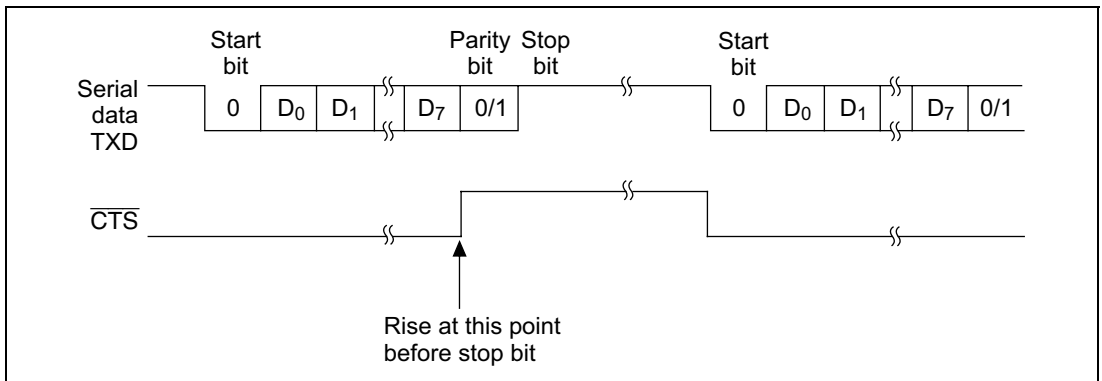 Start bit
Parity bit
Stop bit
Start bit
Serial data TXD
0 D₀ D₁ D₇ 0/1 0 D₀ D₁ D₇ 0/1
C̅T̅S̅
Rise at this point
before stop bit